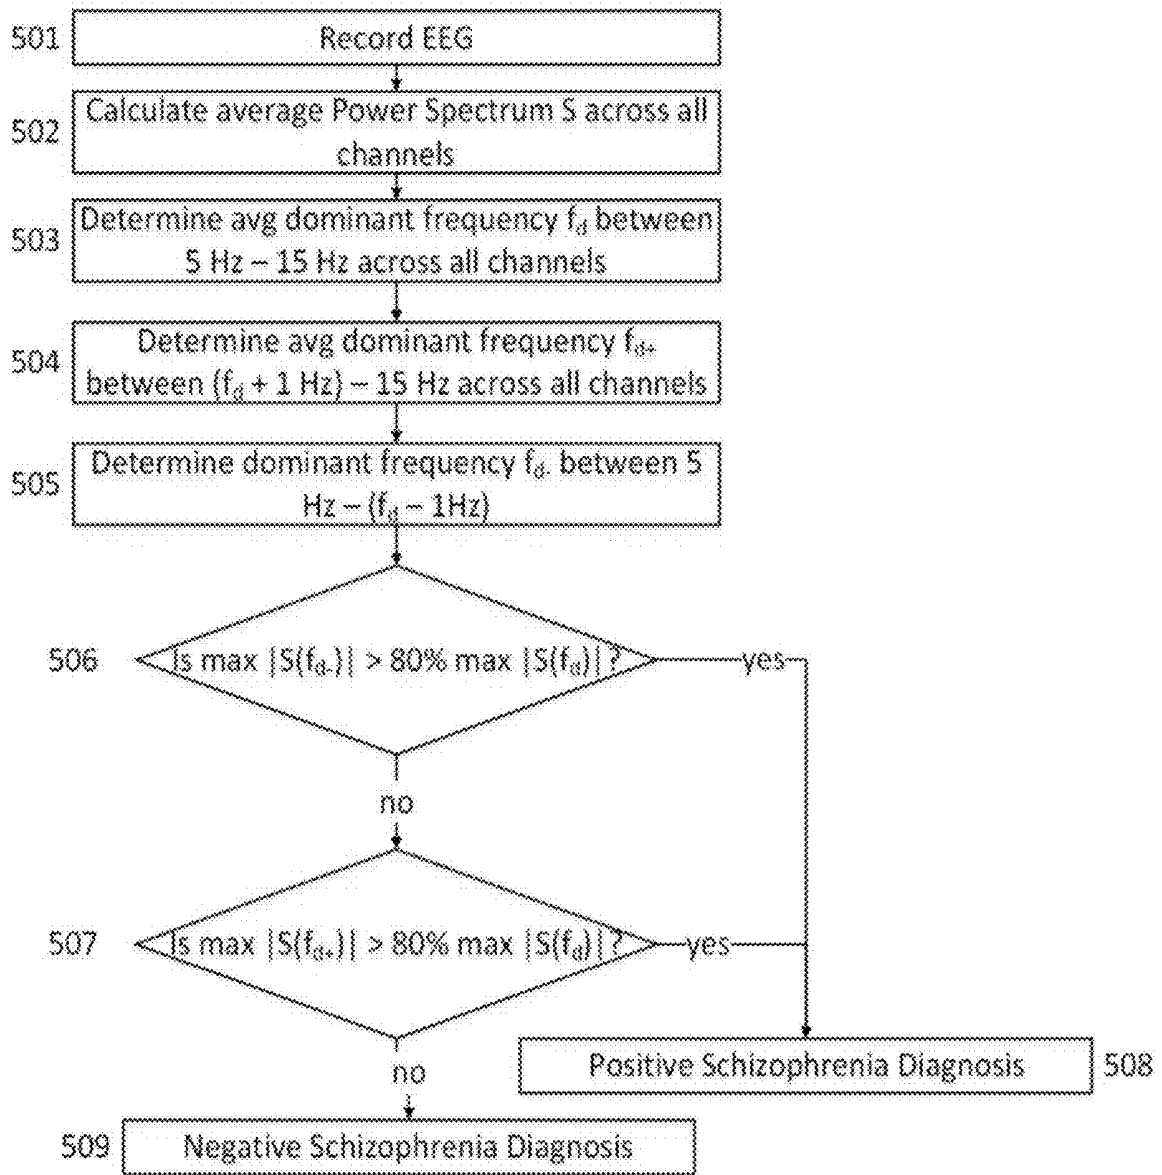 501
Record EEG
502
Calculate average Power Spectrum S across all
channels
503
Determine avg dominant frequency f_d between
5 Hz – 15 Hz across all channels
504
Determine avg dominant frequency f_d+
between (f_d + 1 Hz) – 15 Hz across all channels
505
Determine dominant frequency f_d- between 5
Hz – (f_d – 1Hz)
506
Is max |S(f_d-)| > 80% max |S(f_d)| ?
yes
no
507
Is max |S(f_d+)| > 80% max |S(f_d)| ?
yes
no
Positive Schizophrenia Diagnosis
508
509
Negative Schizophrenia Diagnosis